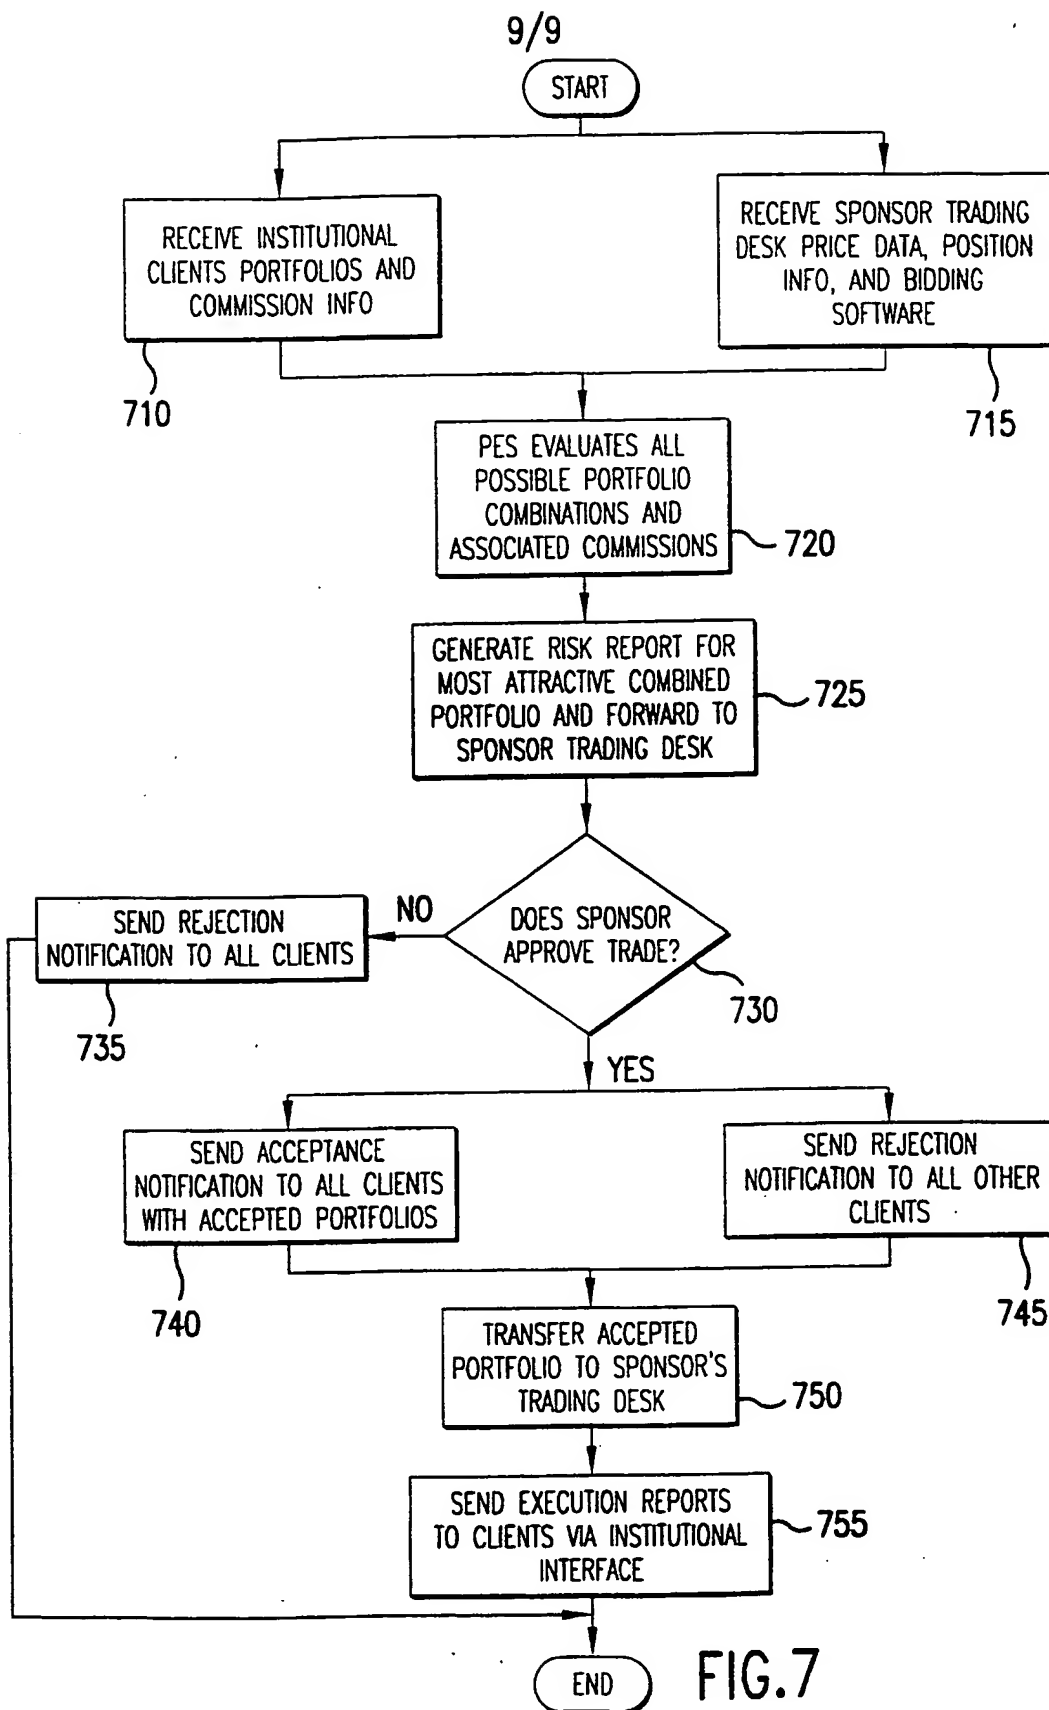 9/9
START
RECEIVE INSTITUTIONAL
CLIENTS PORTFOLIOS AND
COMMISSION INFO
710
RECEIVE SPONSOR TRADING
DESK PRICE DATA, POSITION
INFO, AND BIDDING
SOFTWARE
715
PES EVALUATES ALL
POSSIBLE PORTFOLIO
COMBINATIONS AND
ASSOCIATED COMMISSIONS
720
GENERATE RISK REPORT FOR
MOST ATTRACTIVE COMBINED
PORTFOLIO AND FORWARD TO
SPONSOR TRADING DESK
725
DOES SPONSOR
APPROVE TRADE?
730
NO
SEND REJECTION
NOTIFICATION TO ALL CLIENTS
735
YES
SEND ACCEPTANCE
NOTIFICATION TO ALL CLIENTS
WITH ACCEPTED PORTFOLIOS
740
SEND REJECTION
NOTIFICATION TO ALL OTHER
CLIENTS
745
TRANSFER ACCEPTED
PORTFOLIO TO SPONSOR'S
TRADING DESK
750
SEND EXECUTION REPORTS
TO CLIENTS VIA INSTITUTIONAL
INTERFACE
755
END
FIG.7